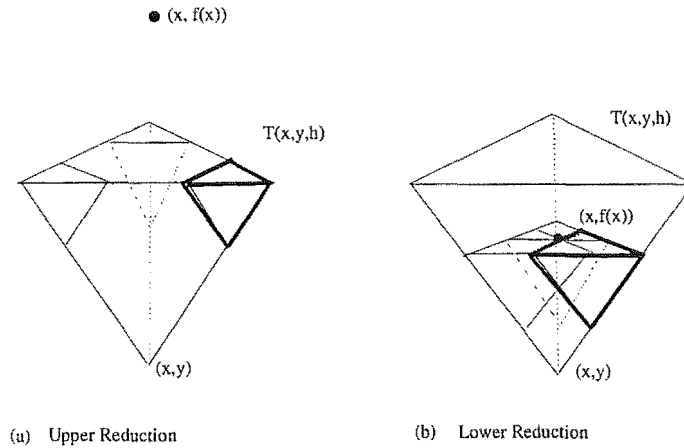 (x, f(x))
T(x,y,h)
(x,y)
(a) Upper Reduction
T(x,y,h)
(x,f(x))
(x,y)
(b) Lower Reduction